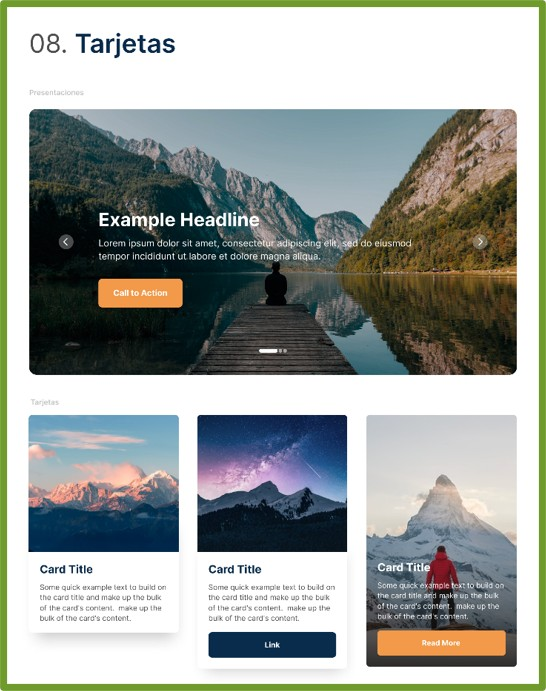 08. Tarjetas
Presentaciones
Example Headline
Lorem ipsum dolor sit amet, consectetur adipiscing elit, sed do eiusmod
tempor incididunt ut labore et dolore magna aliqua.
Call to Action
Tarjetas
Card Title
Some quick example text to build on
the card title and make up the bulk
of the card's content.  make up the
bulk of the card's content.
Card Title
Some quick example text to build on
the card title and make up the bulk
of the card's content.  make up the
bulk of the card's content.
Link
Card Title
Some quick example text to build on
the card title and make up the bulk
of the card's content.  make up the
bulk of the card's content.
Read More